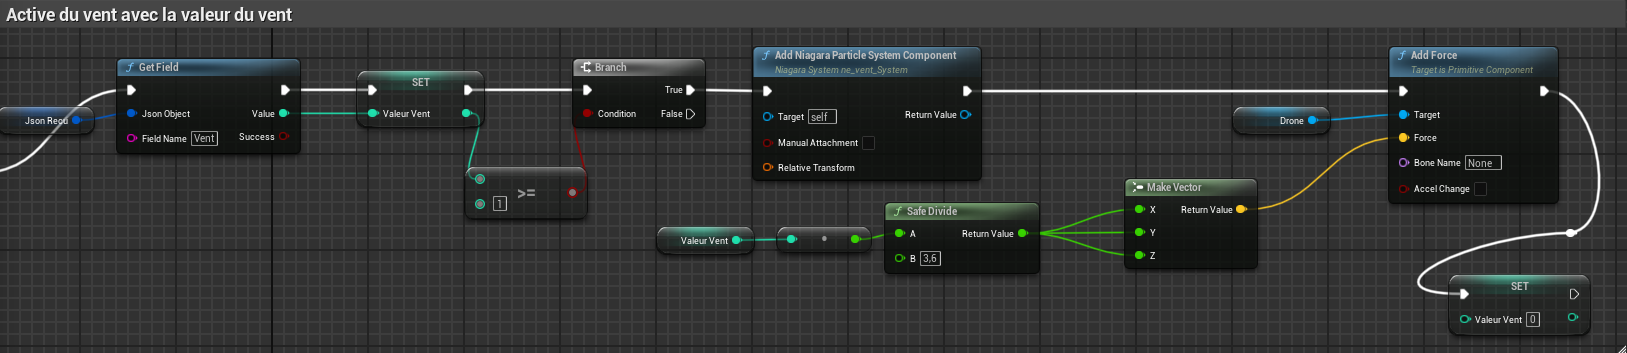 Active du vent avec la valeur du vent
Json Reçu
f Get Field
Json Object
Value
Field Name Vent
Success
SET
Valeur Vent
>=
1
Branch
True
Condition
False
f Add Niagara Particle System Component
Niagara System ne_vent_System
Target self
Return Value
Manual Attachment
Relative Transform
Valeur Vent
f Safe Divide
A
Return Value
B 3,6
Make Vector
X
Return Value
Y
Z
Drone
f Add Force
Target is Primitive Component
Target
Force
Bone Name None
Accel Change
SET
Valeur Vent 0